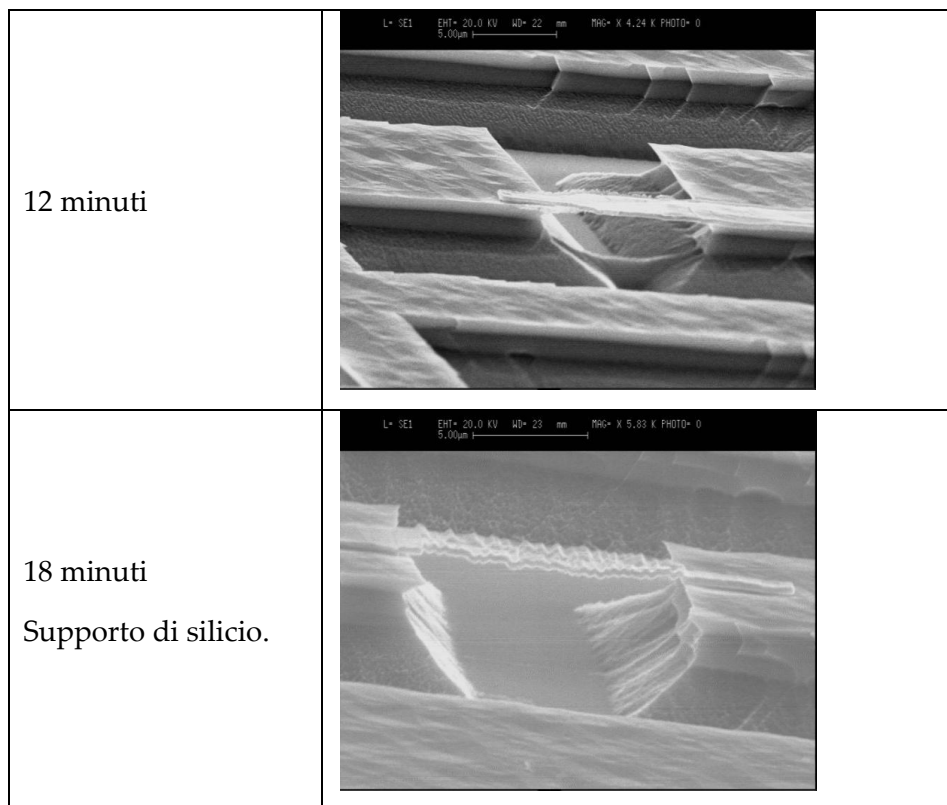 L= SE1 EHT= 20.0 KV WD= 22 mm MAG= X 4.24 K PHOTO= 0
5.00µm
12 minuti
L= SE1 EHT= 20.0 KV WD= 23 mm MAG= X 5.83 K PHOTO= 0
5.00µm
18 minuti
Supporto di silicio.